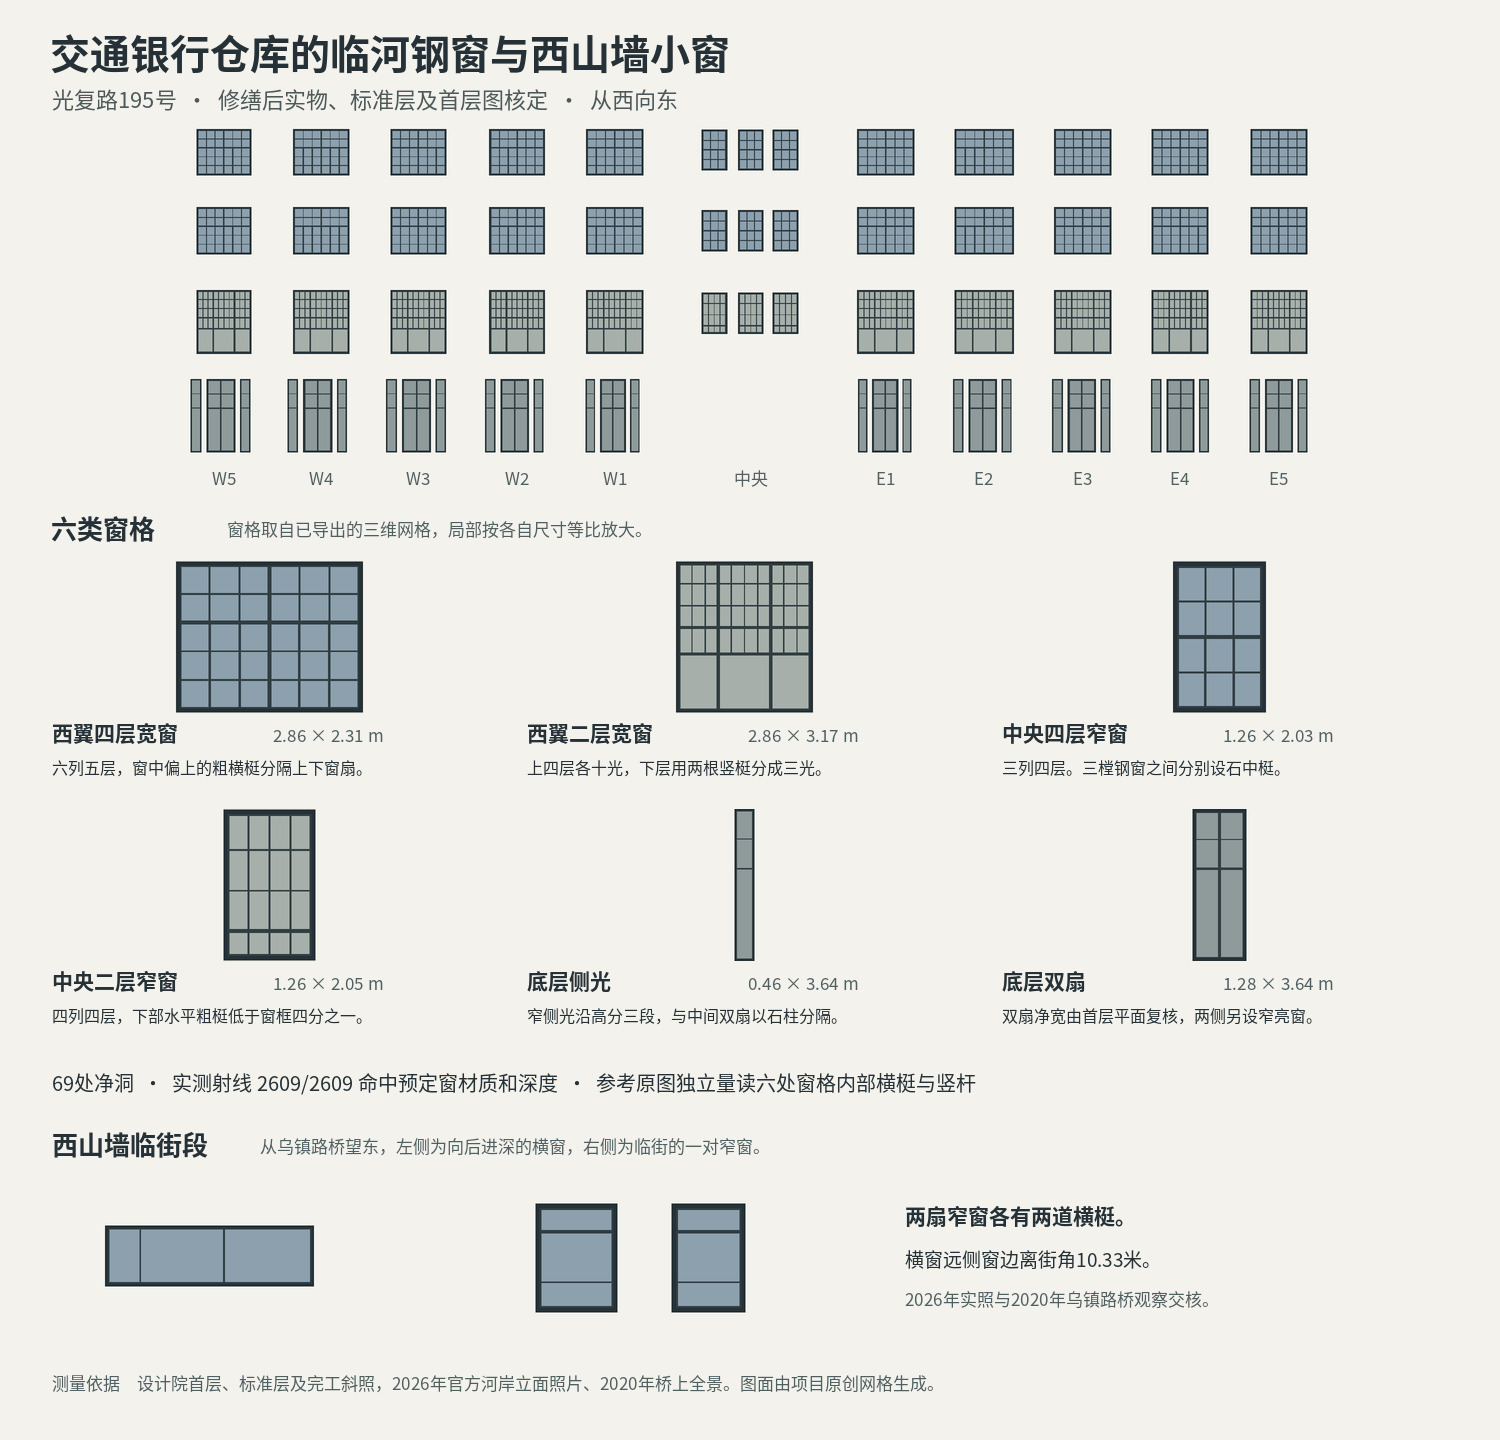 交通银行仓库的临河钢窗与西山墙小窗
光复路195号 • 修缮后实物、标准层及首层图核定 • 从西向东
W5 W4 W3 W2 W1 中央 E1 E2 E3 E4 E5
六类窗格 窗格取自已导出的三维网格，局部按各自尺寸等比放大。
西翼四层宽窗 2.86 × 2.31 m
六列五层，窗中偏上的粗横梃分隔上下窗扇。
西翼二层宽窗 2.86 × 3.17 m
上四层各十光，下层用两根竖梃分成三光。
中央四层窄窗 1.26 × 2.03 m
三列四层。三樘钢窗之间分别设石中梃。
中央二层窄窗 1.26 × 2.05 m
四列四层，下部水平粗梃低于窗框四分之一。
底层侧光 0.46 × 3.64 m
窄侧光沿高分三段，与中间双扇以石柱分隔。
底层双扇 1.28 × 3.64 m
双扇净宽由首层平面复核，两侧另设窄亮窗。
69处净洞 • 实测射线 2609/2609 命中预定窗材质和深度 • 参考原图独立量读六处窗格内部横梃与竖杆
西山墙临街段 从乌镇路桥望东，左侧为向后进深的横窗，右侧为临街的一对窄窗。
两扇窄窗各有两道横梃。
横窗远侧窗边离街角10.33米。
2026年实照与2020年乌镇路桥观察交核。
测量依据 设计院首层、标准层及完工斜照，2026年官方河岸立面照片、2020年桥上全景。图面由项目原创网格生成。